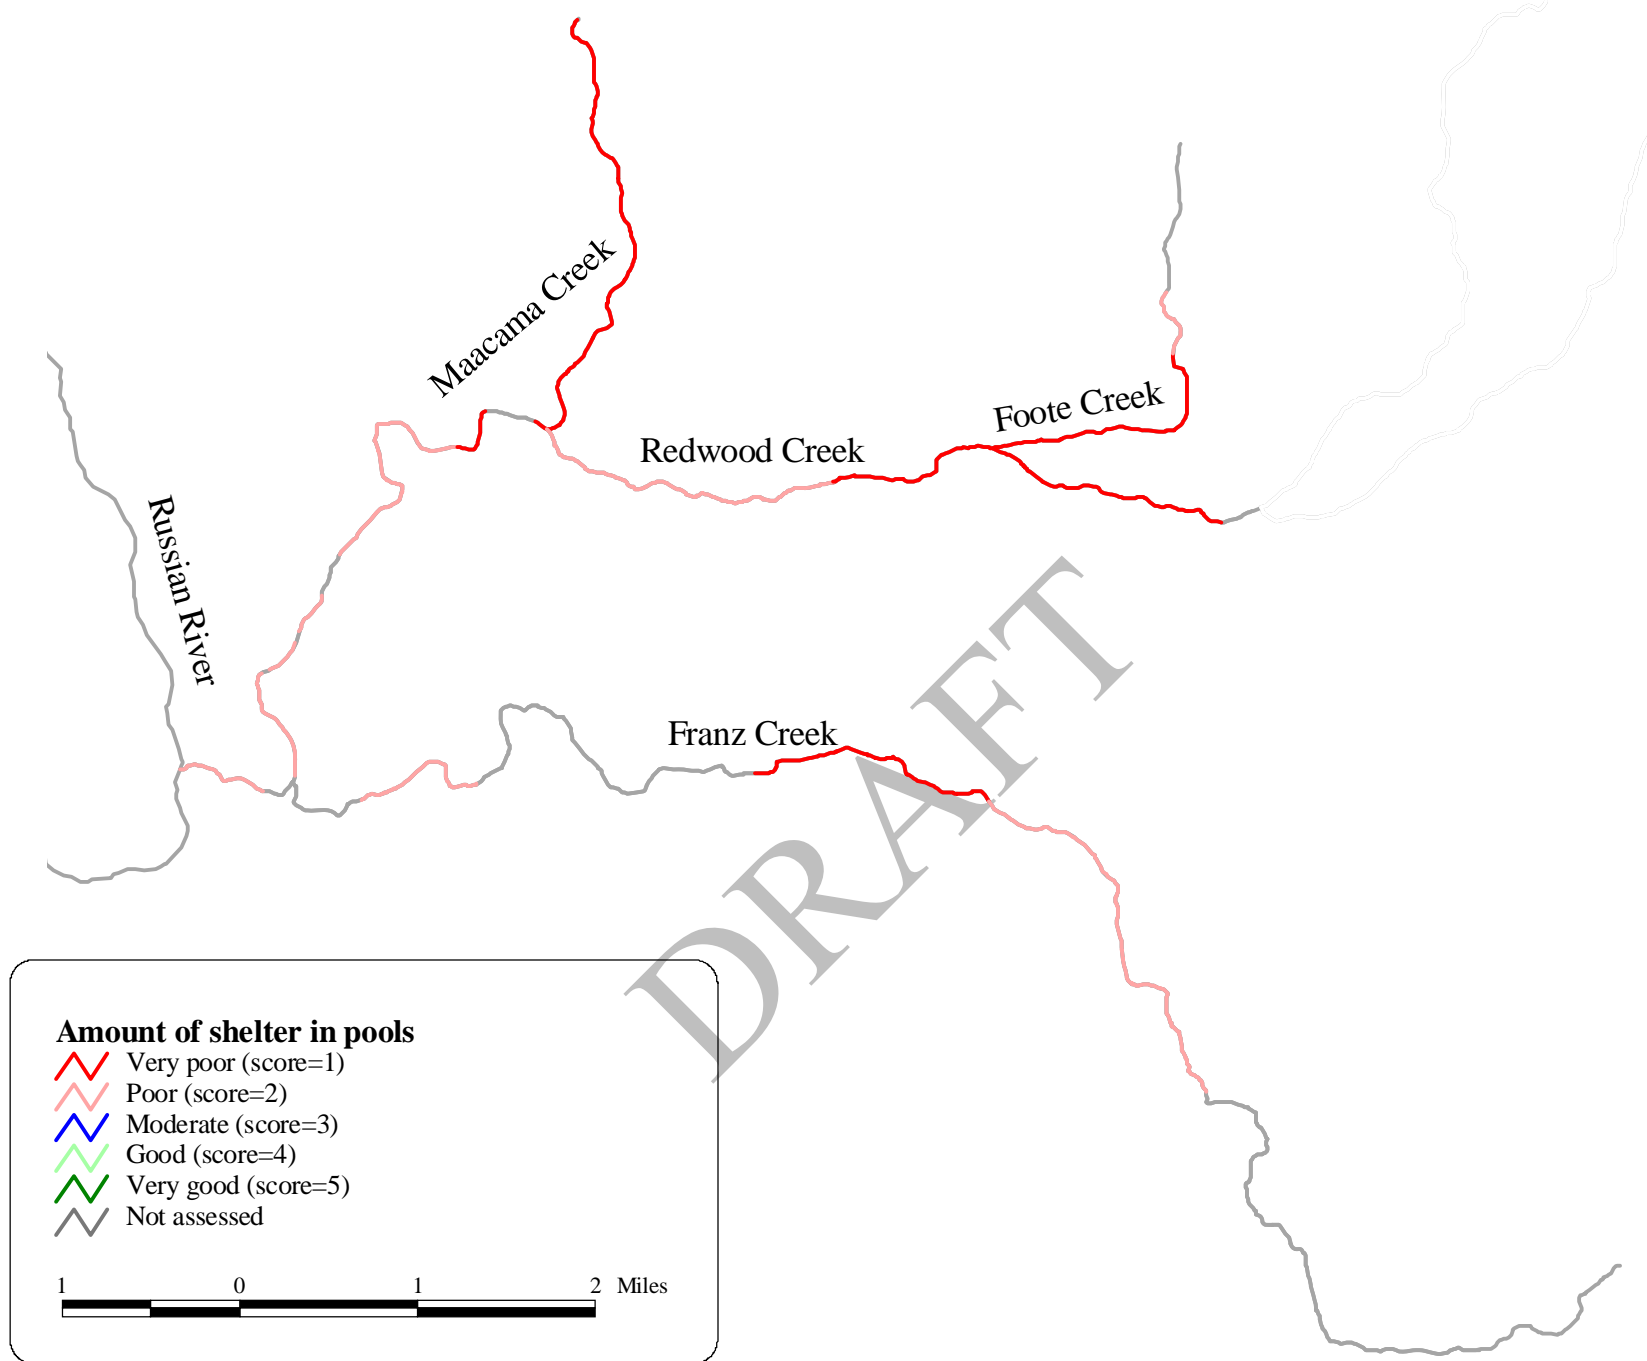 Maacama Creek
Foote Creek
Redwood Creek
Russian River
Franz Creek
DRAFT
Amount of shelter in pools
Very poor (score=1)
Poor (score=2)
Moderate (score=3)
Good (score=4)
Very good (score=5)
Not assessed
1 0 1 2 Miles